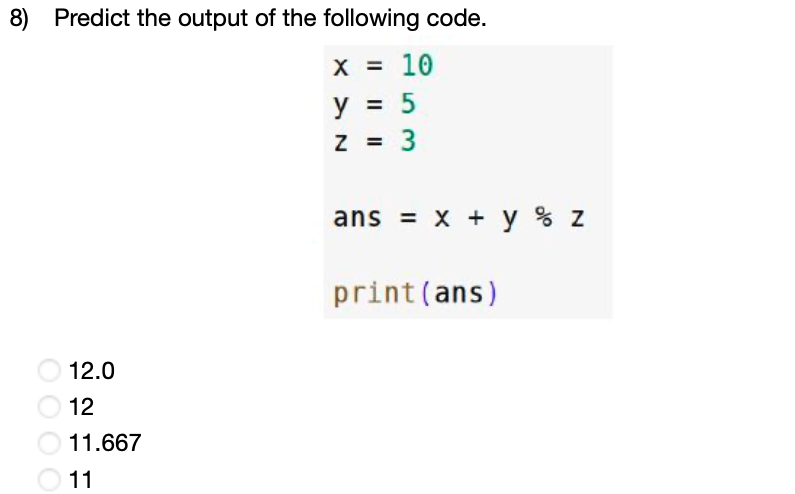 8) Predict the output of the following code.
x = 10
y = 5
z = 3
ans = x + y % z
print(ans)
12.0
12
11.667
11